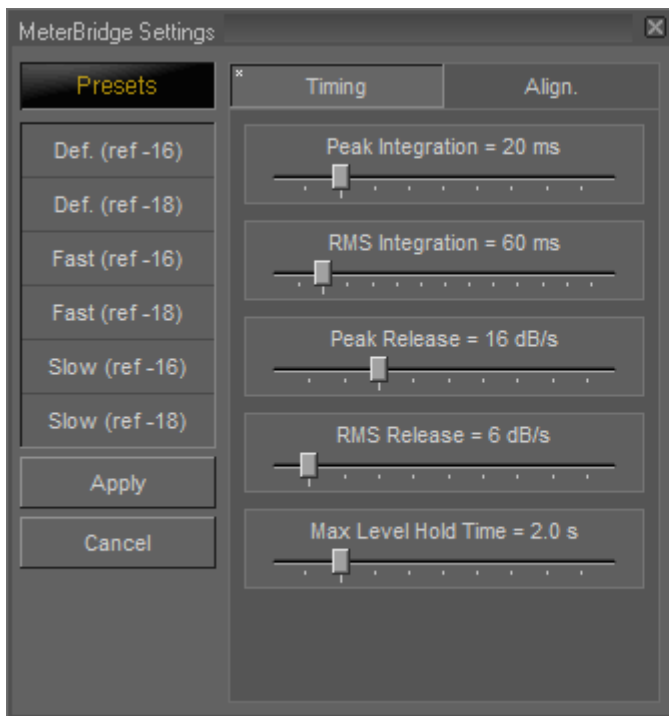 MeterBridge Settings
Presets
Def. (ref -16)
Def. (ref -18)
Fast (ref -16)
Fast (ref -18)
Slow (ref -16)
Slow (ref -18)
Apply
Cancel
Timing
Align.
Peak Integration = 20 ms
RMS Integration = 60 ms
Peak Release = 16 dB/s
RMS Release = 6 dB/s
Max Level Hold Time = 2.0 s